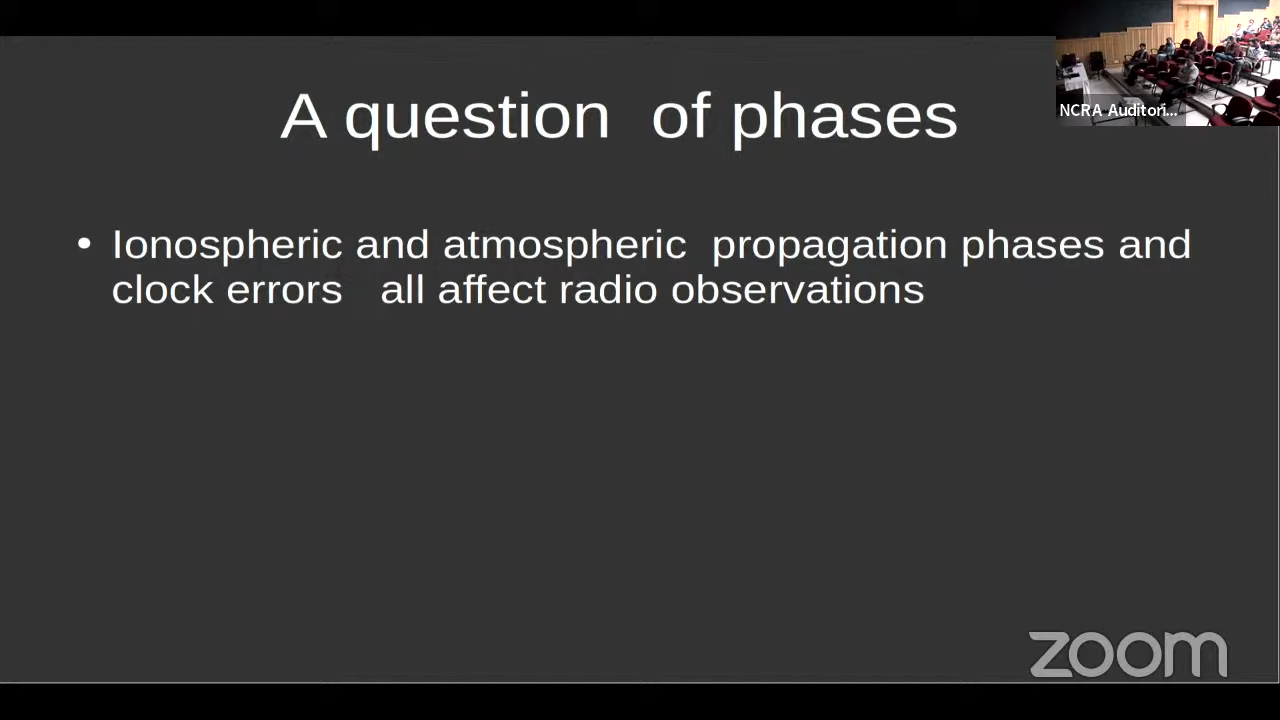 A question of phases
NCRA Auditori...
• Ionospheric and atmospheric propagation phases and
clock errors all affect radio observations
zoom